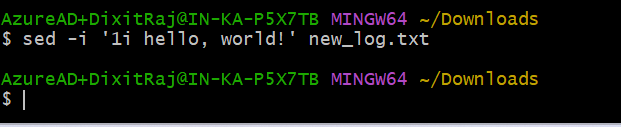 AzureAD+DixitRaj@IN-KA-P5X7TB MINGW64 ~/Downloads
$ sed -i '1i hello, world!' new_log.txt
AzureAD+DixitRaj@IN-KA-P5X7TB MINGW64 ~/Downloads
$